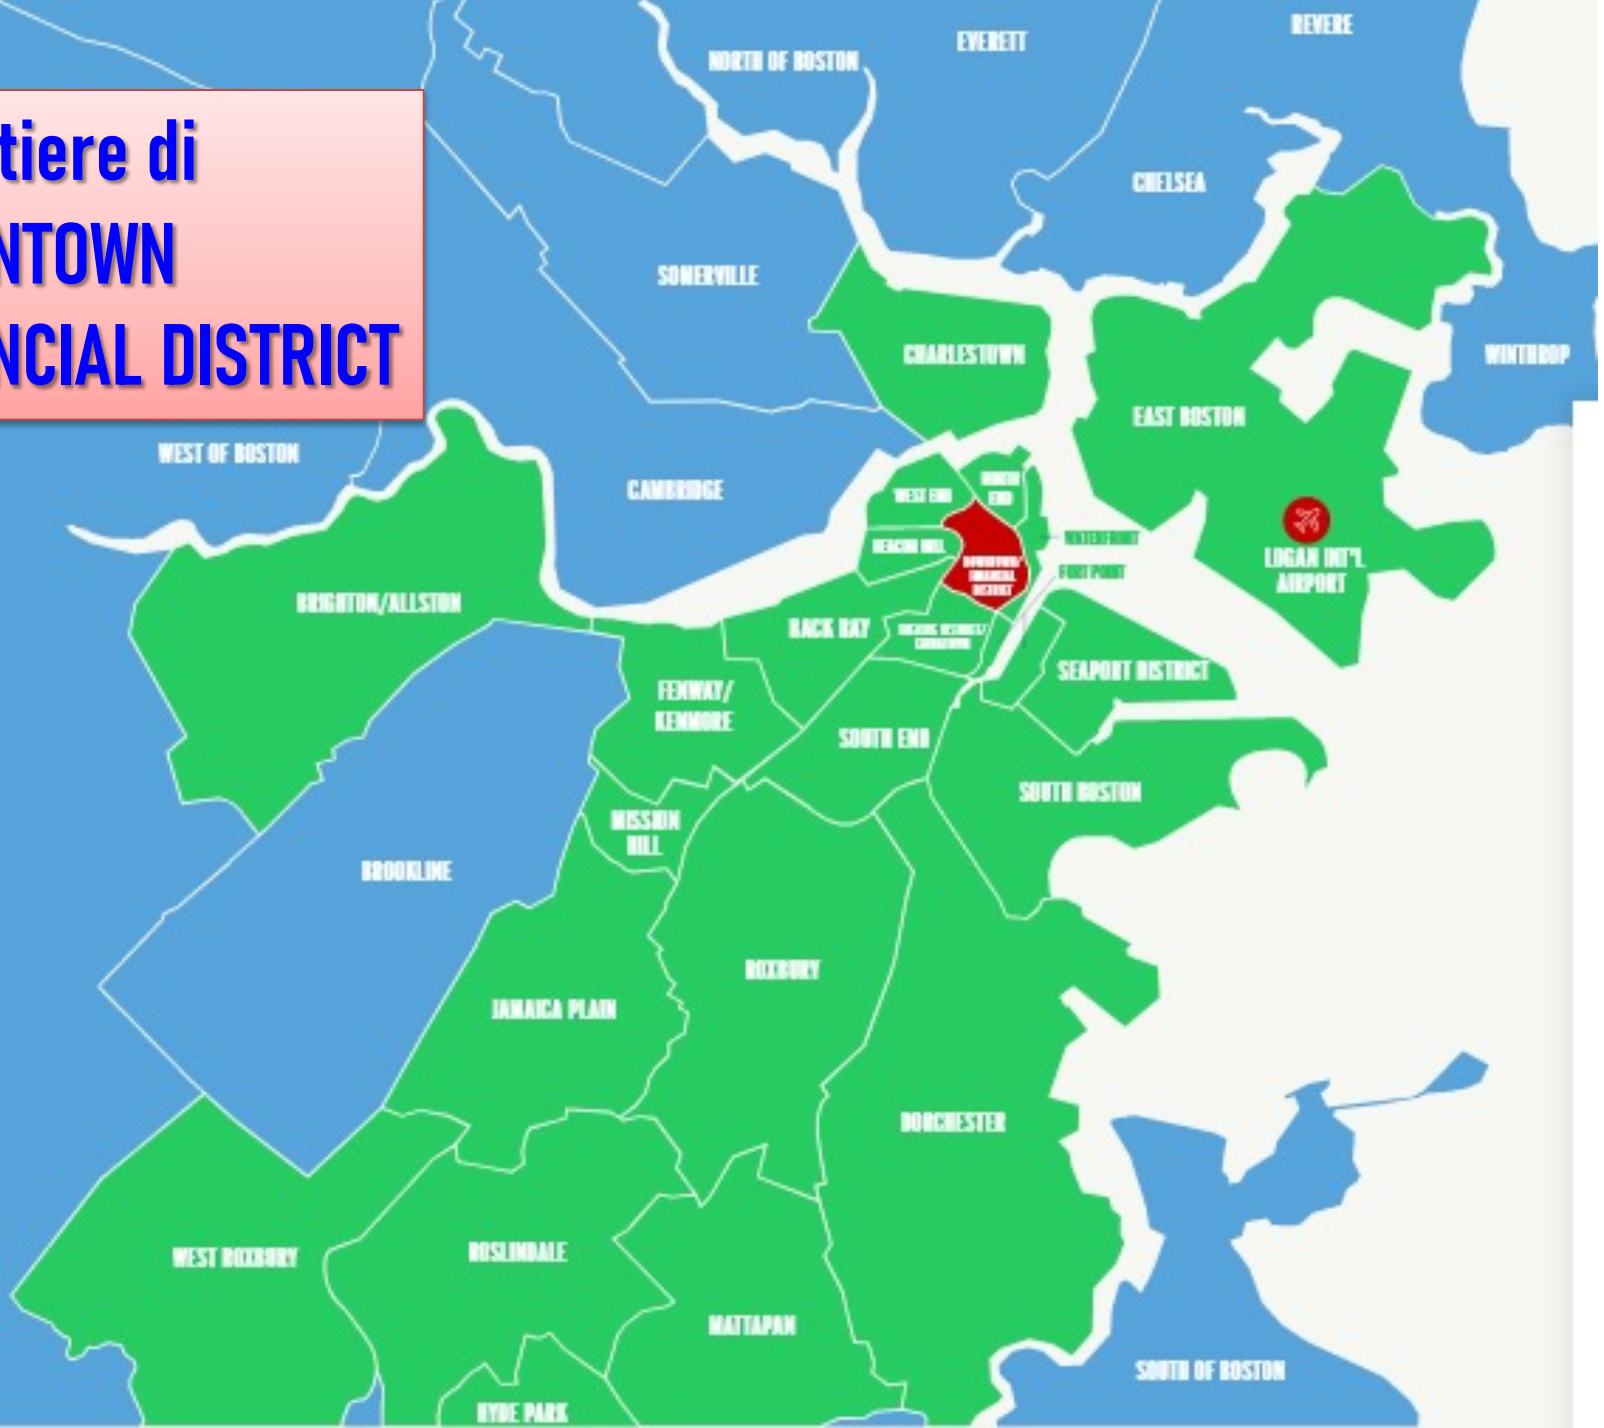 tiere di
NTOWN
NCIAL DISTRICT
NORTH OF BOSTON
EVERETT
REVERE
CHELSEA
SOMERVILLE
CHARLESTOWN
WINTHROP
EAST BOSTON
WEST OF BOSTON
CAMBRIDGE
WEST END
NORTH
END
WATERFRONT
BEACON HILL
DOWNTOWN/
FINANCIAL
DISTRICT
FORT POINT
LOGAN INT'L
AIRPORT
BRIGHTON/ALLSTON
BACK BAY
SEAPORT DISTRICT
FENWAY/
KENMORE
SOUTH END
SOUTH BOSTON
MISSION
HILL
BROOKLINE
ROXBURY
JAMAICA PLAIN
DORCHESTER
WEST ROXBURY
ROSLINDALE
MATTAPAN
SOUTH OF BOSTON
HYDE PARK